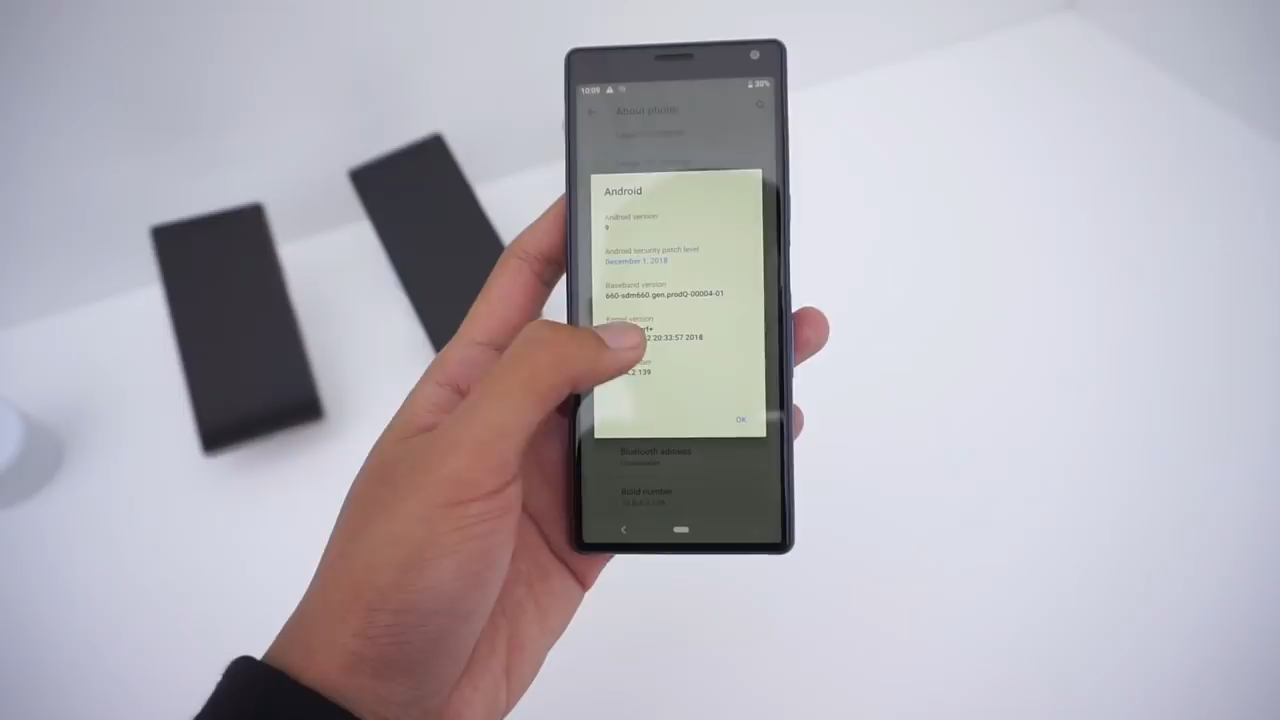 10:09
30%
About phone
Android
Android version
9
Android security patch level
December 1, 2018
Baseband version
660-sdm660.gen.prodQ-00004-01
Kernel version
20:33:57 2018
139
OK
Bluetooth address
Build number